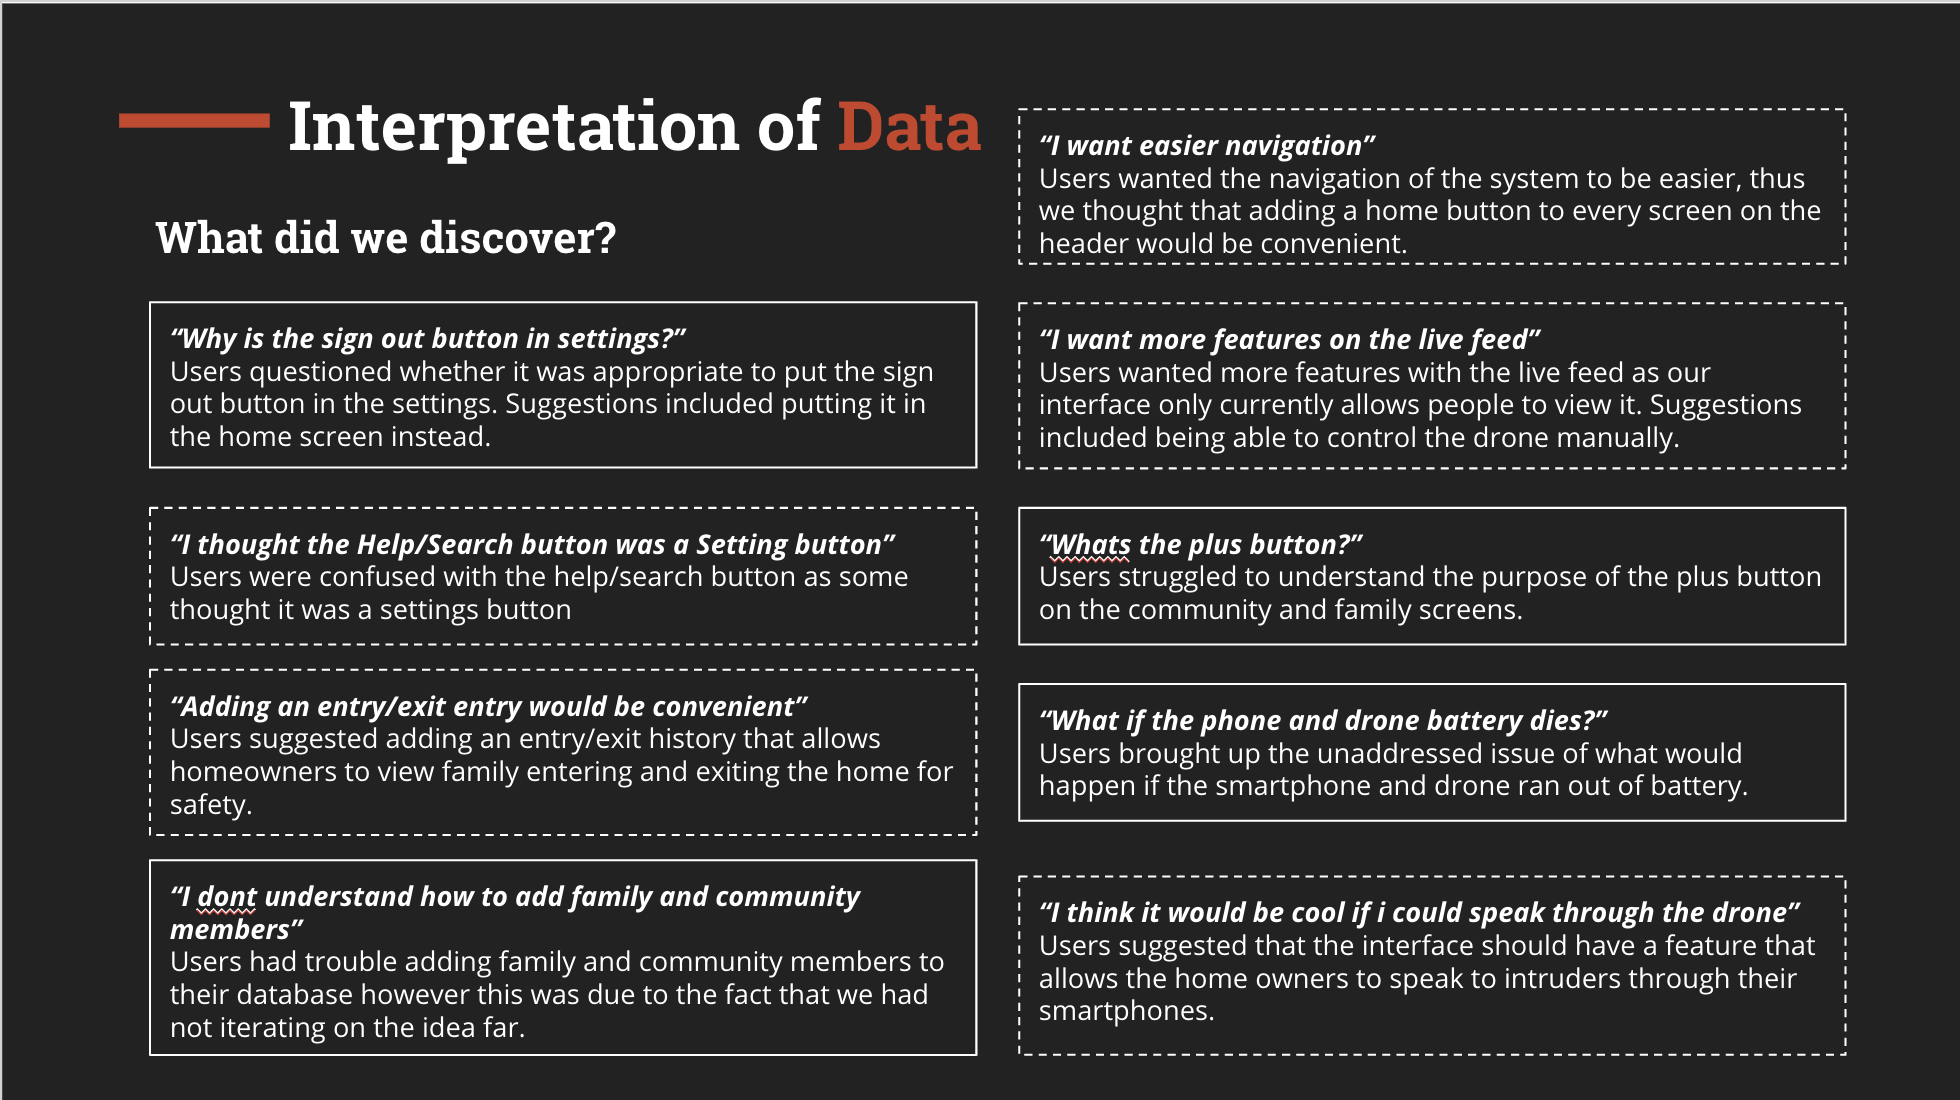 Interpretation of Data
What did we discover?
“Why is the sign out button in settings?”
Users questioned whether it was appropriate to put the sign
out button in the settings. Suggestions included putting it in
the home screen instead.
“I thought the Help/Search button was a Setting button”
Users were confused with the help/search button as some
thought it was a settings button
“Adding an entry/exit entry would be convenient”
Users suggested adding an entry/exit history that allows
homeowners to view family entering and exiting the home for
safety.
“I dont understand how to add family and community
members”
Users had trouble adding family and community members to
their database however this was due to the fact that we had
not iterating on the idea far.
“I want easier navigation”
Users wanted the navigation of the system to be easier, thus
we thought that adding a home button to every screen on the
header would be convenient.
“I want more features on the live feed”
Users wanted more features with the live feed as our
interface only currently allows people to view it. Suggestions
included being able to control the drone manually.
“Whats the plus button?”
Users struggled to understand the purpose of the plus button
on the community and family screens.
“What if the phone and drone battery dies?”
Users brought up the unaddressed issue of what would
happen if the smartphone and drone ran out of battery.
“I think it would be cool if i could speak through the drone”
Users suggested that the interface should have a feature that
allows the home owners to speak to intruders through their
smartphones.